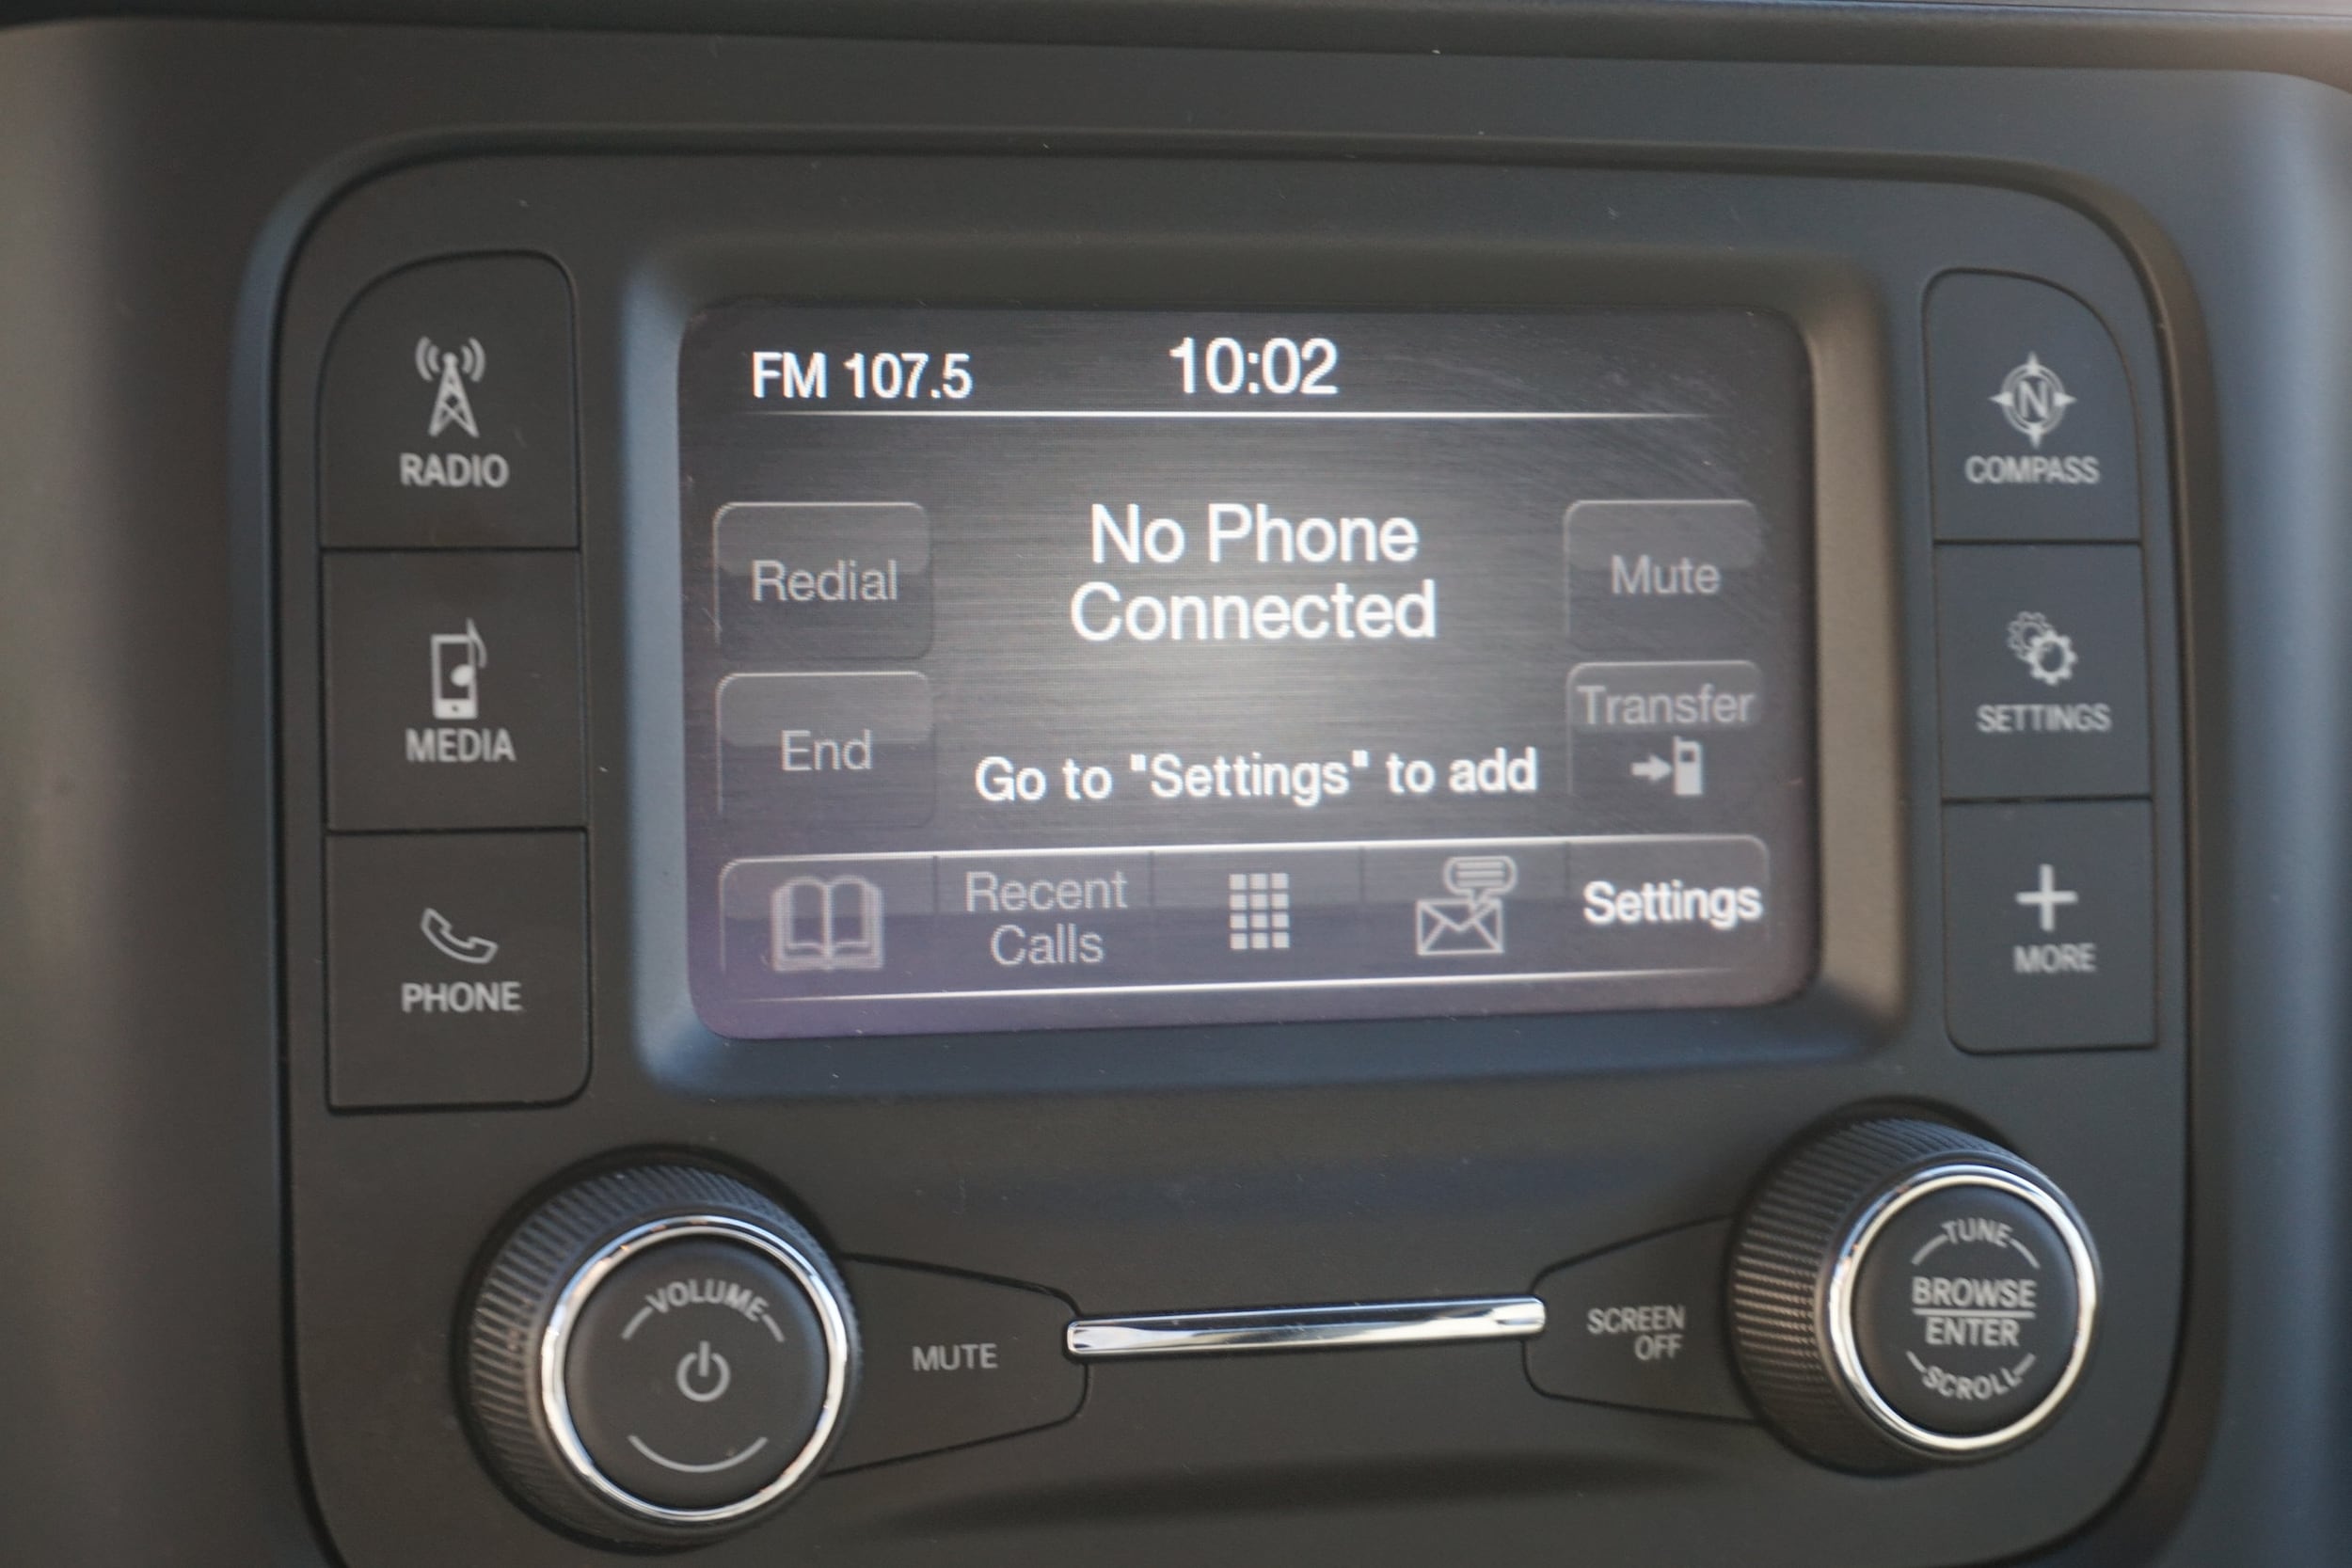 FM 107.5 10:02
RADIO
COMPASS
No Phone
Connected
Redial
Mute
MEDIA
SETTINGS
End
Transfer
Go to "Settings" to add
PHONE
Recent
Calls
Settings
N
MORE
VOLUME
MUTE
SCREEN
OFF
TUNE
BROWSE
ENTER
SCROLL